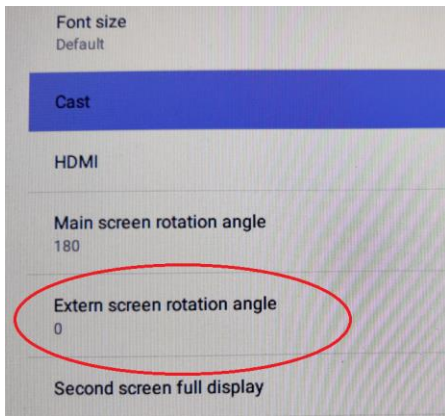 Font size
Default
Cast
HDMI
Main screen rotation angle
180
Extern screen rotation angle
0
Second screen full display